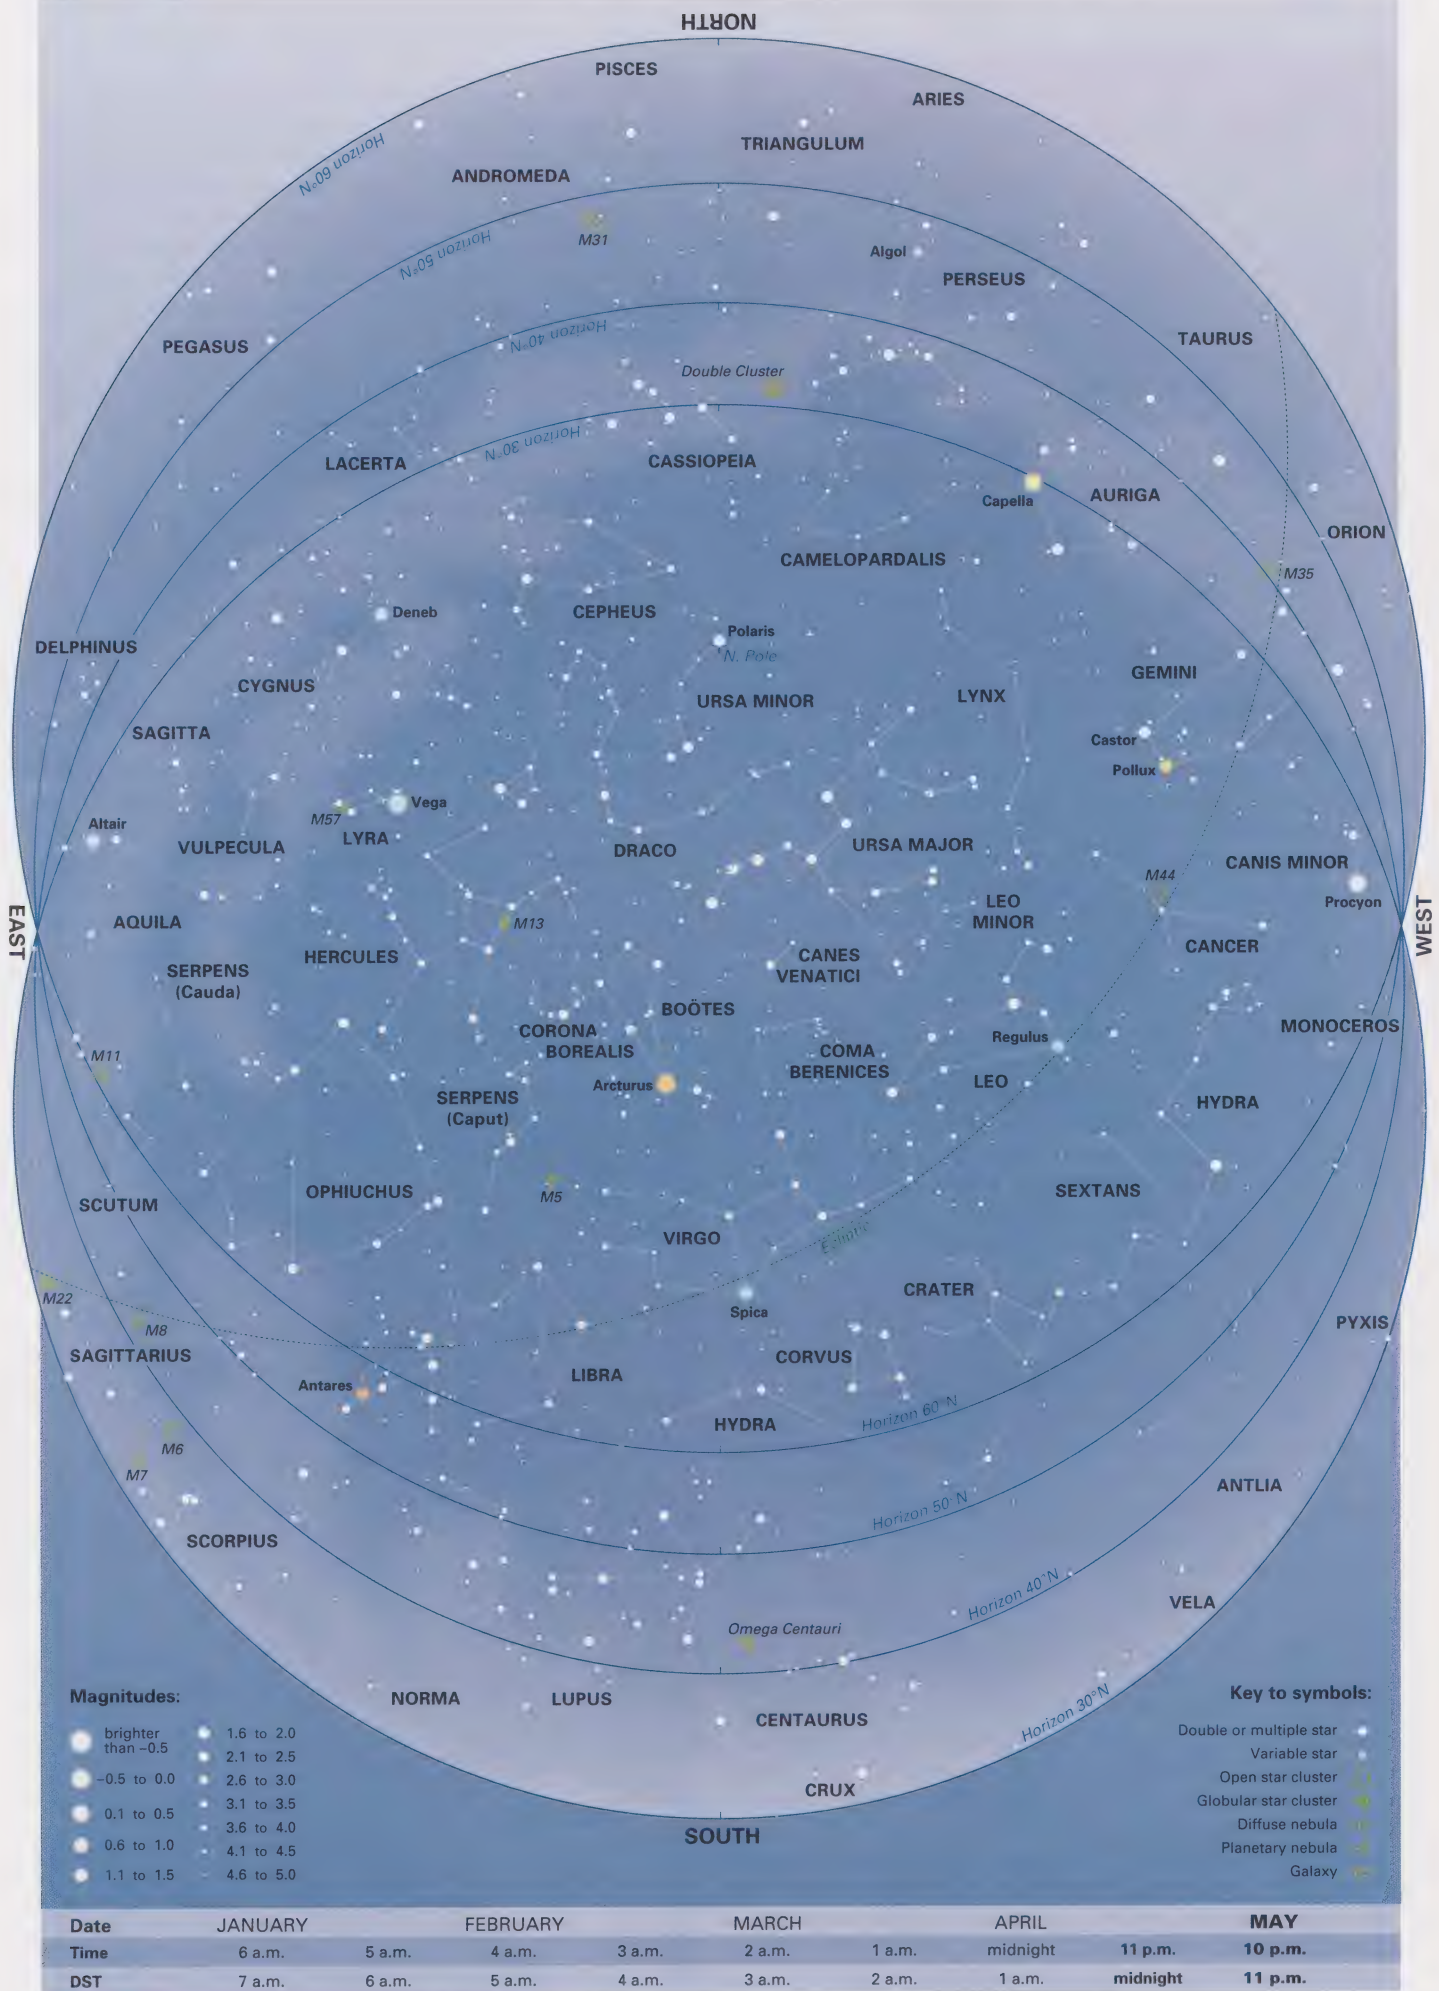 NORTH
PISCES
ARIES
TRIANGULUM
Horizon 60°N
ANDROMEDA
M31
Horizon 50°N
Algol
PERSEUS
PEGASUS
Horizon 40°N
TAURUS
Double Cluster
Horizon 30°N
LACERTA
CASSIOPEIA
Capella
AURIGA
ORION
CAMELOPARDALIS
M35
Deneb
CEPHEUS
Polaris
N. Pole
DELPHINUS
CYGNUS
URSA MINOR
LYNX
GEMINI
SAGITTA
Castor
Pollux
Vega
M57
Altair
LYRA
VULPECULA
DRACO
URSA MAJOR
M44
CANIS MINOR
Procyon
EAST
AQUILA
M13
LEO
MINOR
WEST
HERCULES
CANES
VENATICI
CANCER
SERPENS
(Cauda)
BOÖTES
CORONA
BOREALIS
Regulus
MONOCEROS
M11
COMA
BERENICES
Arcturus
LEO
SERPENS
(Caput)
HYDRA
SCUTUM
OPHIUCHUS
M5
SEXTANS
VIRGO
Ecliptic
M22
CRATER
Spica
M8
PYXIS
SAGITTARIUS
CORVUS
Antares
LIBRA
HYDRA
Horizon 60°N
M6
M7
ANTLIA
Horizon 50°N
SCORPIUS
Horizon 40°N
VELA
Omega Centauri
NORMA
LUPUS
CENTAURUS
Horizon 30°N
CRUX
SOUTH
Magnitudes:
brighter
than −0.5
−0.5 to 0.0
0.1 to 0.5
0.6 to 1.0
1.1 to 1.5
1.6 to 2.0
2.1 to 2.5
2.6 to 3.0
3.1 to 3.5
3.6 to 4.0
4.1 to 4.5
4.6 to 5.0
Key to symbols:
Double or multiple star
Variable star
Open star cluster
Globular star cluster
Diffuse nebula
Planetary nebula
Galaxy
Date JANUARY FEBRUARY MARCH APRIL MAY
Time 6 a.m. 5 a.m. 4 a.m. 3 a.m. 2 a.m. 1 a.m. midnight 11 p.m. 10 p.m.
DST 7 a.m. 6 a.m. 5 a.m. 4 a.m. 3 a.m. 2 a.m. 1 a.m. midnight 11 p.m.